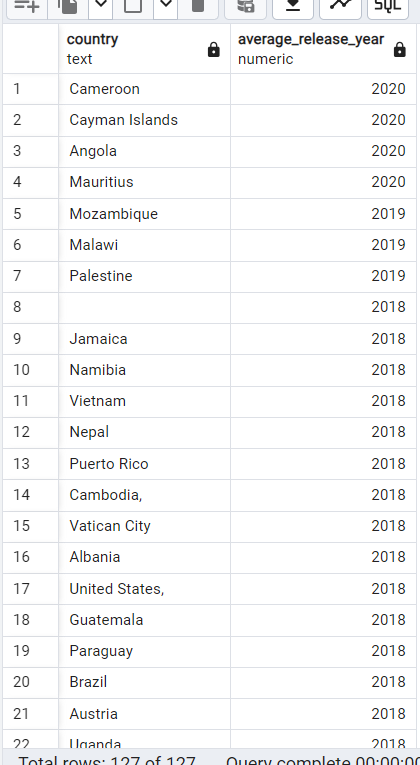 SQL
country average_release_year
text numeric
1 Cameroon 2020
2 Cayman Islands 2020
3 Angola 2020
4 Mauritius 2020
5 Mozambique 2019
6 Malawi 2019
7 Palestine 2019
8 2018
9 Jamaica 2018
10 Namibia 2018
11 Vietnam 2018
12 Nepal 2018
13 Puerto Rico 2018
14 Cambodia, 2018
15 Vatican City 2018
16 Albania 2018
17 United States, 2018
18 Guatemala 2018
19 Paraguay 2018
20 Brazil 2018
21 Austria 2018
22 Uganda 2018
Total rows: 127 of 127 Query complete 00:00:00